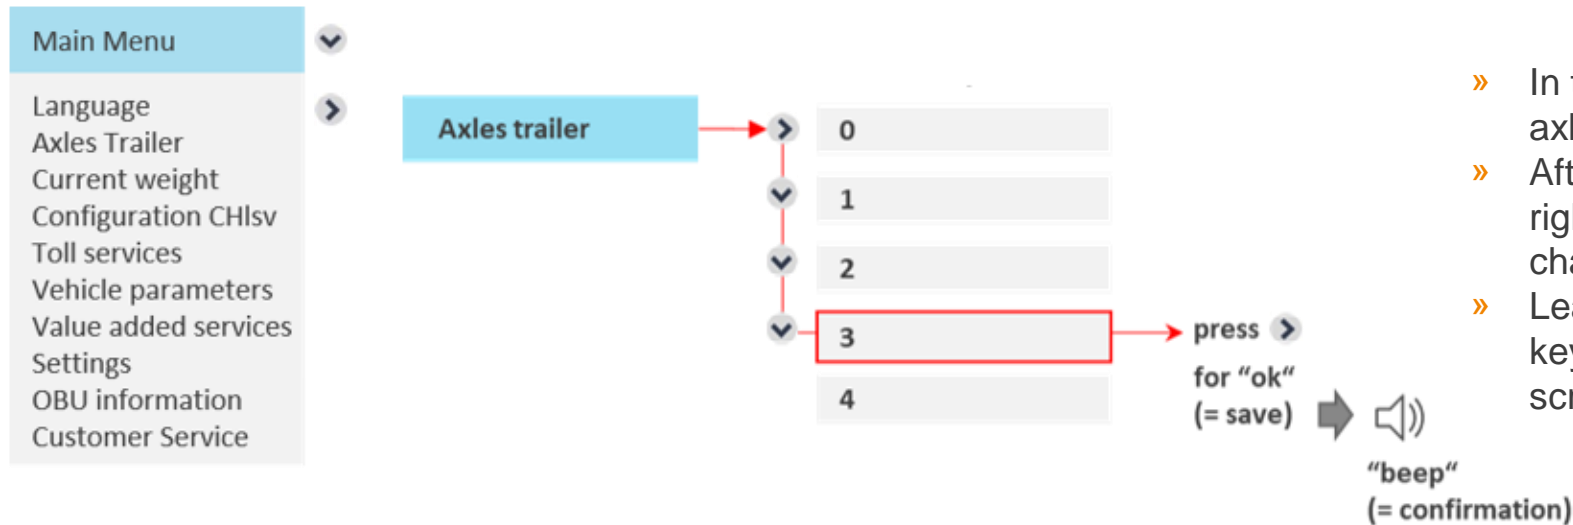 Main Menu
Language
Axles Trailer
Current weight
Configuration CHlsv
Toll services
Vehicle parameters
Value added services
Settings
OBU information
Customer Service
Axles trailer
0
1
2
3
4
press
for “ok“
(= save)
“beep“
(= confirmation)
» In
»
»